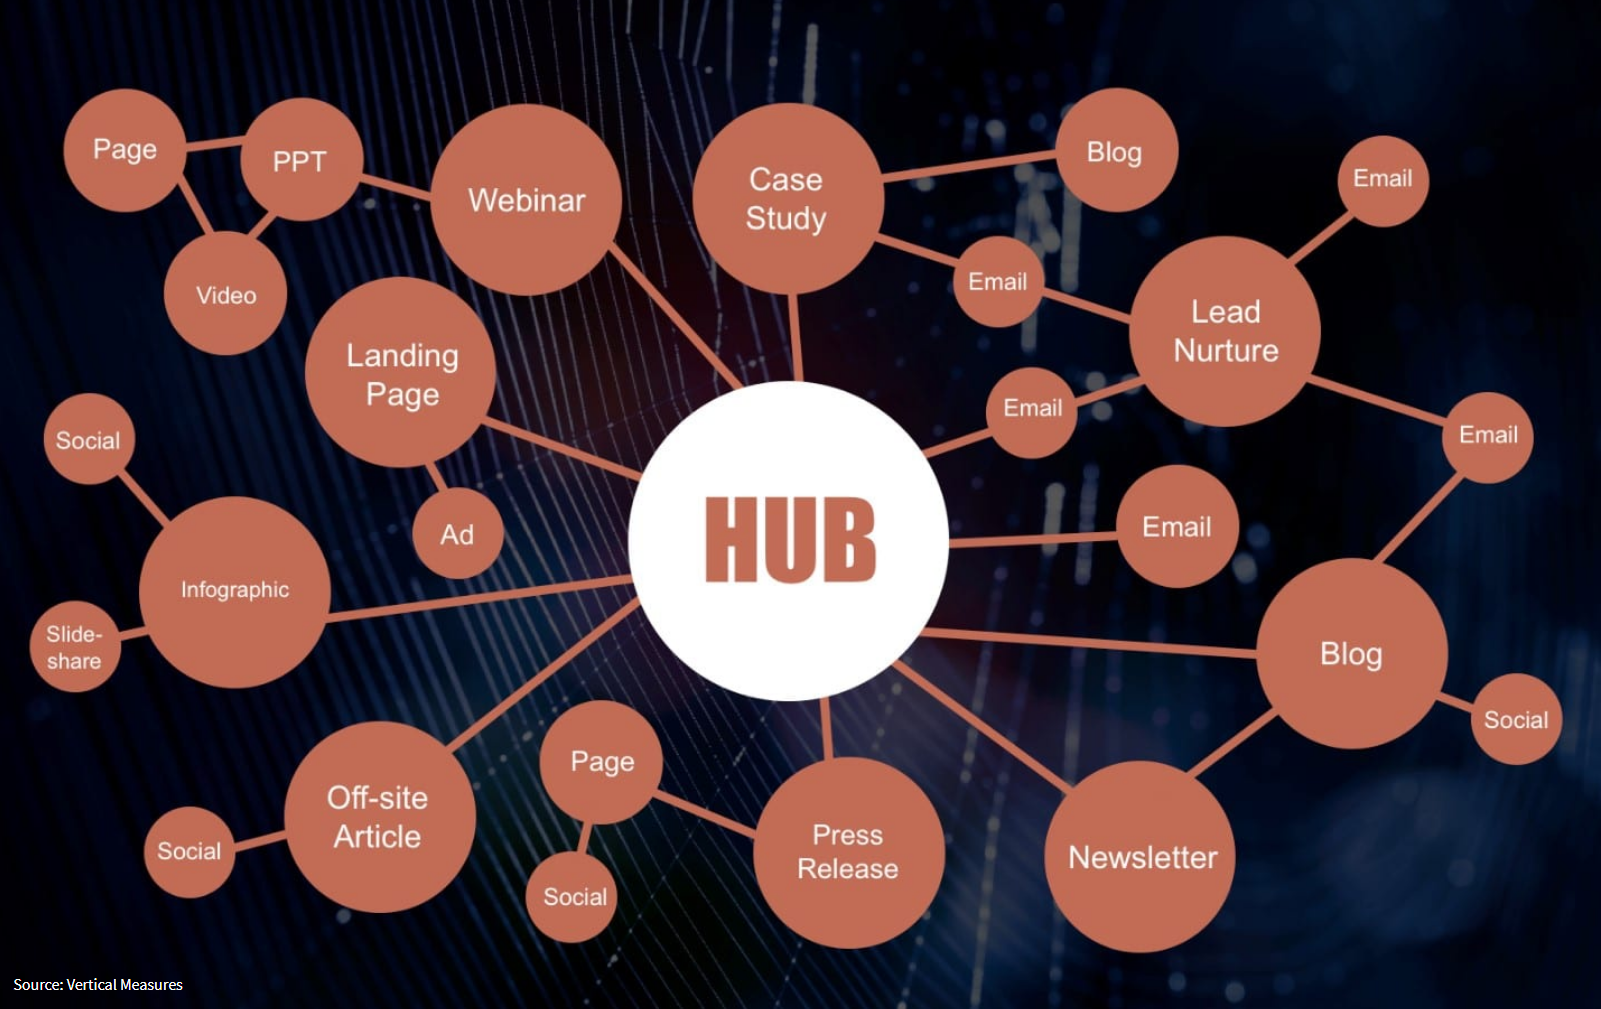 Page
PPT
Webinar
Case
Study
Blog
Email
Video
Landing
Page
Email
Lead
Nurture
Social
Ad
Email
Email
HUB
Email
Infographic
Slide-
share
Blog
Social
Off-site
Article
Social
Page
Social
Press
Release
Newsletter
Source: Vertical Measures